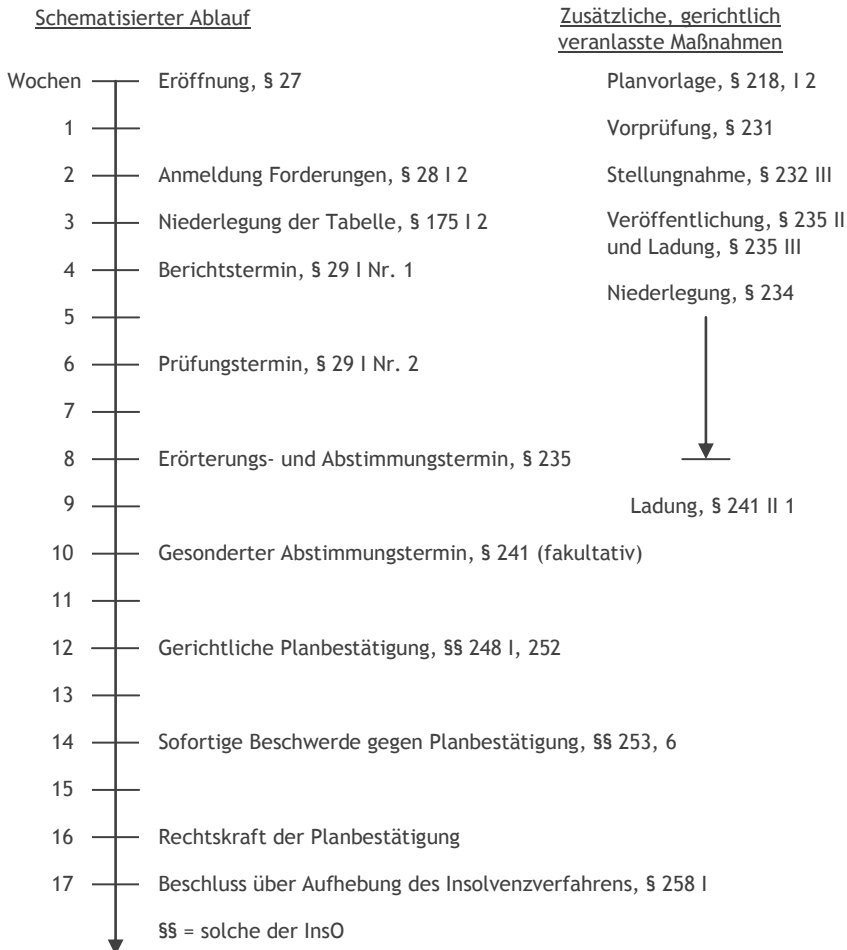 Schematisierter Ablauf
Zusätzliche, gerichtlich
veranlasste Maßnahmen
Wochen
Eröffnung, § 27
Planvorlage, § 218, I 2
1
Vorprüfung, § 231
2
Anmeldung Forderungen, § 28 I 2
Stellungnahme, § 232 III
3
Niederlegung der Tabelle, § 175 I 2
Veröffentlichung, § 235 II
und Ladung, § 235 III
4
Berichtstermin, § 29 I Nr. 1
Niederlegung, § 234
5
6
Prüfungstermin, § 29 I Nr. 2
7
8
Erörterungs- und Abstimmungstermin, § 235
9
Ladung, § 241 II 1
10
Gesonderter Abstimmungstermin, § 241 (fakultativ)
11
12
Gerichtliche Planbestätigung, §§ 248 I, 252
13
14
Sofortige Beschwerde gegen Planbestätigung, §§ 253, 6
15
16
Rechtskraft der Planbestätigung
17
Beschluss über Aufhebung des Insolvenzverfahrens, § 258 I
§§ = solche der InsO